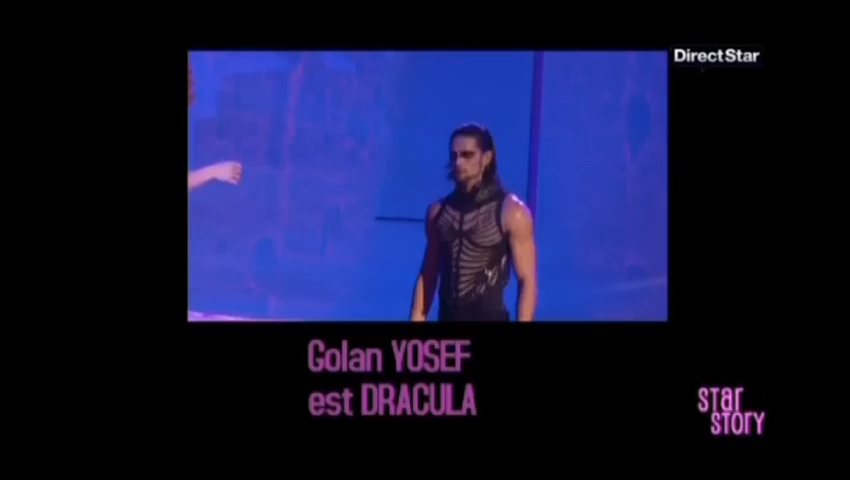 DirectStar
Golan YOSEF
est DRACULA
STAR
STORY